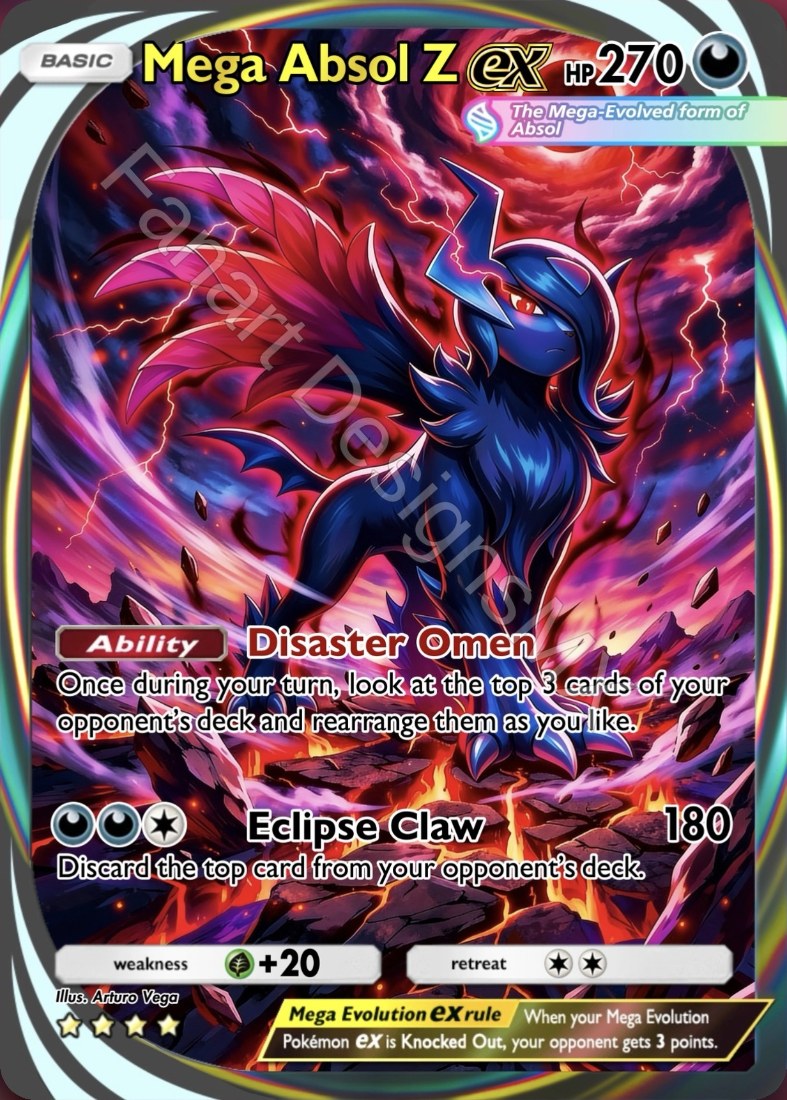 BASIC
Mega Absol Z ex HP 270
The Mega-Evolved form of
Absol
Fanart DesignsMX
Ability Disaster Omen
Once during your turn, look at the top 3 cards of your
opponent's deck and rearrange them as you like.
Eclipse Claw 180
Discard the top card from your opponent's deck.
weakness +20 retreat
Illus. Arturo Vega
Mega Evolution ex rule When your Mega Evolution
Pokémon ex is Knocked Out, your opponent gets 3 points.